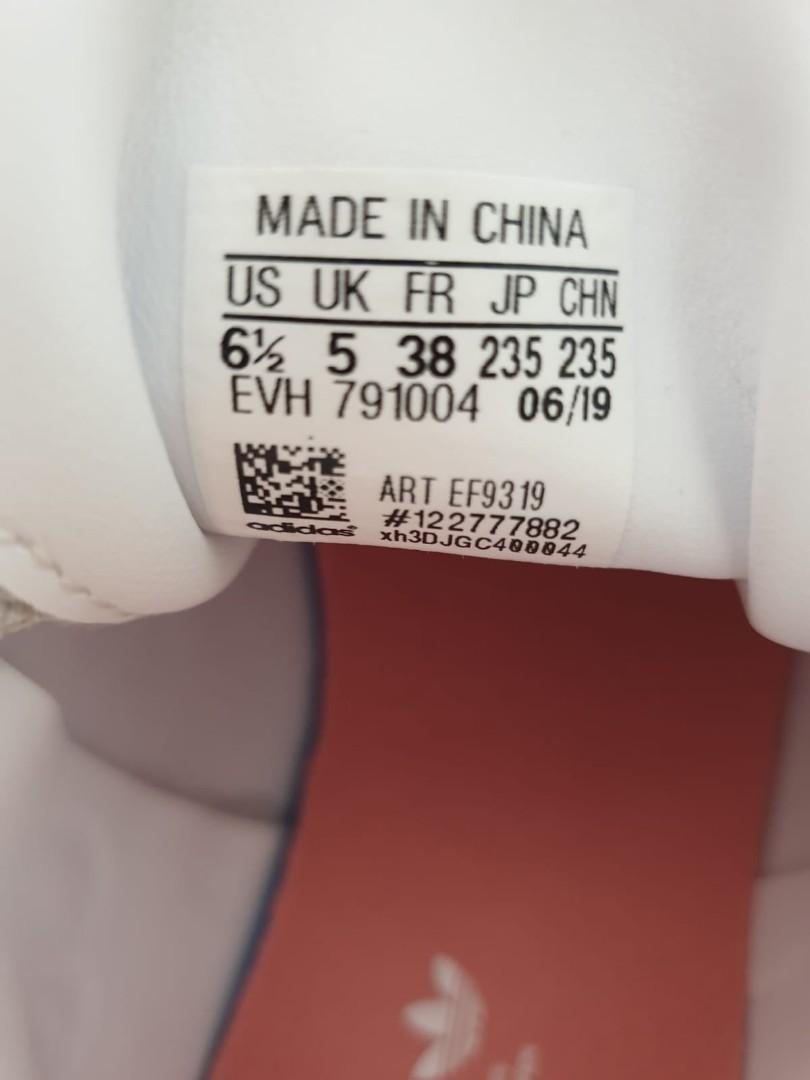 MADE IN CHINA
US UK FR JP CHN
6½ 5 38 235 235
EVH 791004 06/19
ART EF9319
#122777882
adidas
xh3DJGC400044